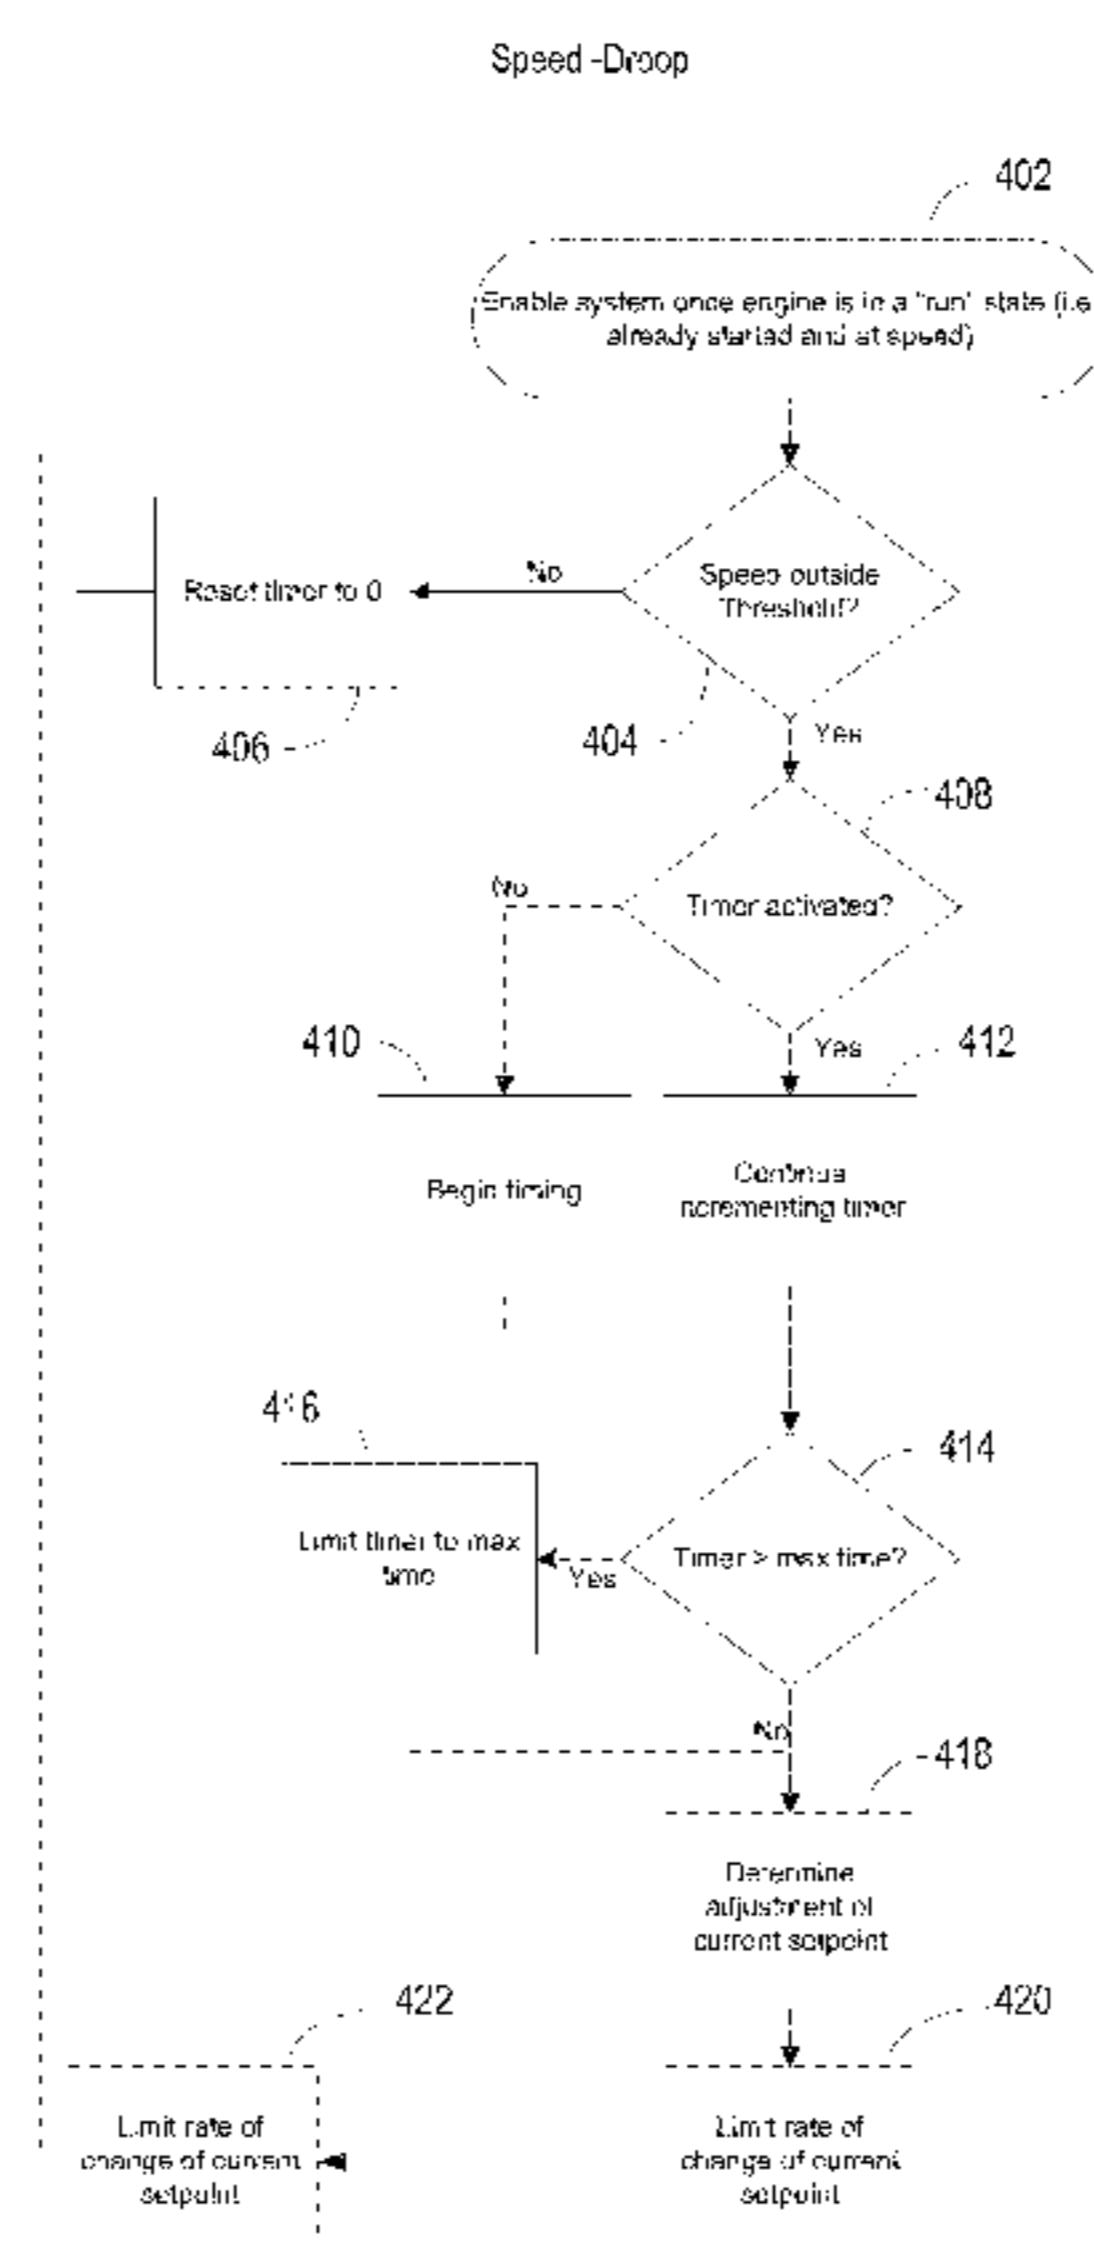 Speed -Droop
402
Enable system once engine is in a "run" state (i.e
already started and at speed)
No
Reset timer to 0
Speed outside
Threshold?
406
404
Yes
408
No
Timer activated?
410
Yes
412
Begin timing
Continue
incrementing timer
416
414
Limit timer to max
time
Yes
Timer > max time?
No
418
Determine
adjustment of
current setpoint
422
420
Limit rate of
change of current
setpoint
Limit rate of
change of current
setpoint